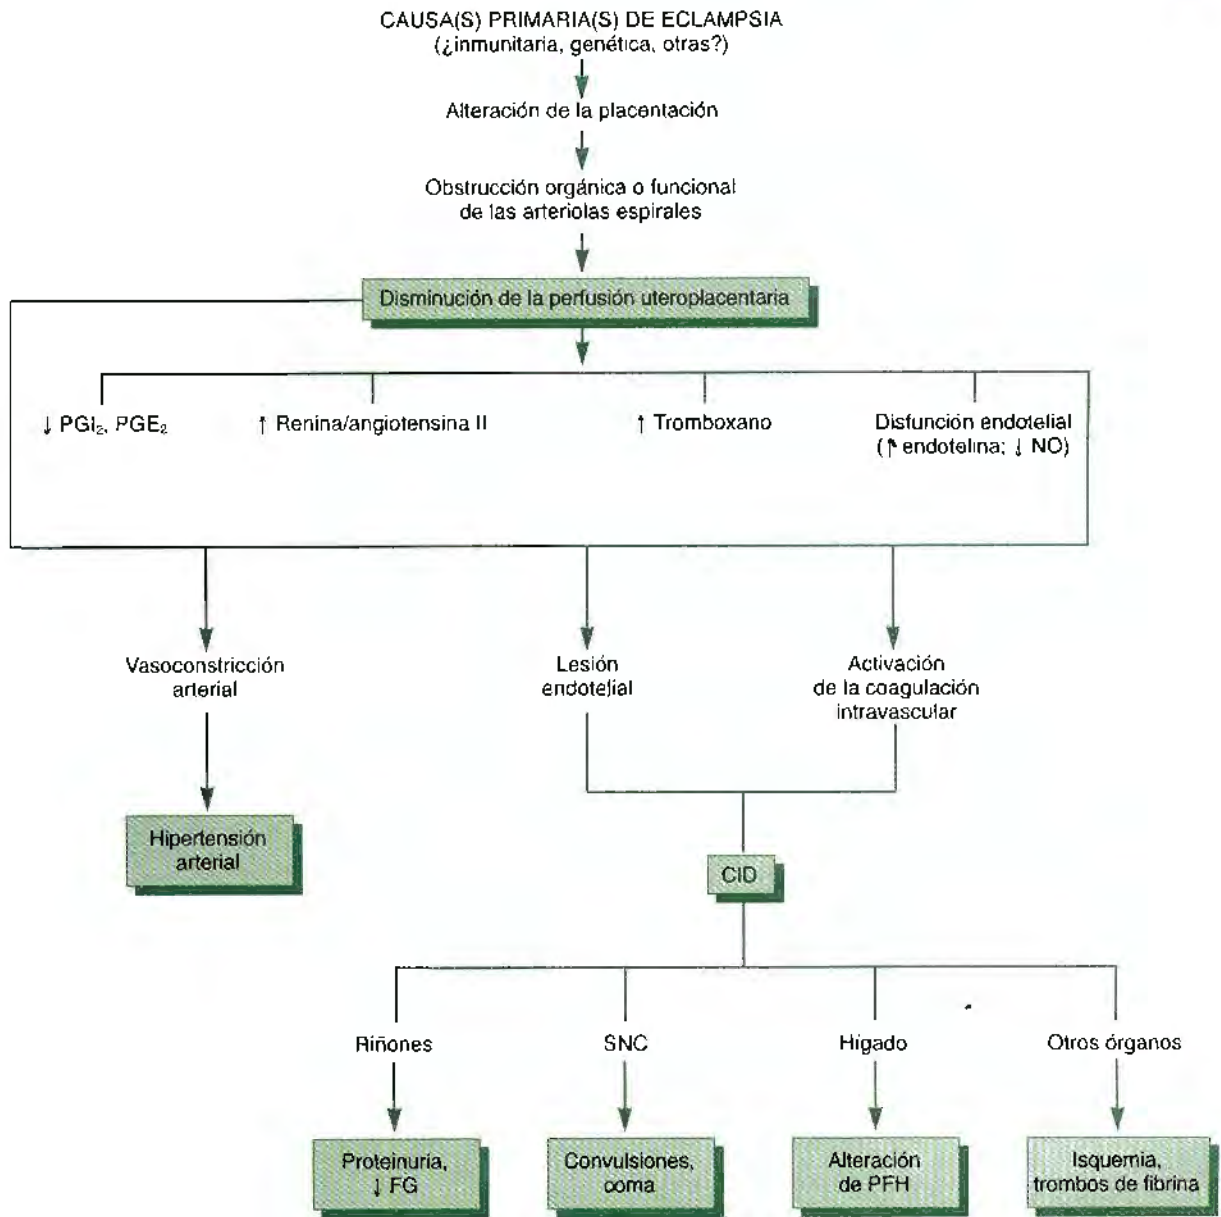 CAUSA(S) PRIMARIA(S) DE ECLAMPSIA
(¿inmunitaria, genética, otras?)
Alteración de la placentación
Obstrucción orgánica o funcional
de las arteriolas espirales
Disminución de la perfusión uteroplacentaria
↓ PGI₂, PGE₂
↑ Renina/angiotensina II
↑ Tromboxano
Disfunción endotelial
(↑ endotelina; ↓ NO)
Vasoconstricción
arterial
Lesión
endotelial
Activación
de la coagulación
intravascular
Hipertensión
arterial
CID
Riñones
SNC
Hígado
Otros órganos
Proteinuria,
↓ FG
Convulsiones,
coma
Alteración
de PFH
Isquemia,
trombos de fibrina